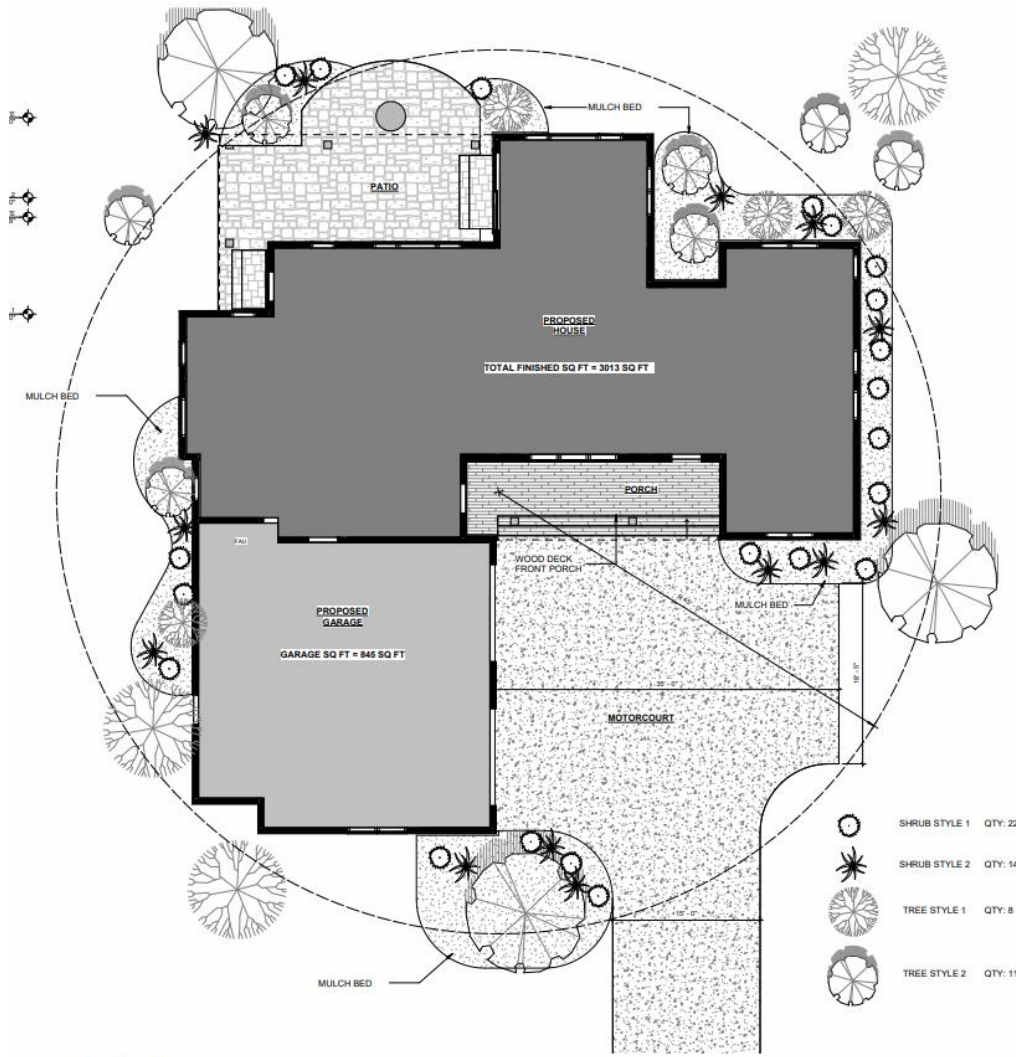 MULCH BED
PATIO
PROPOSED
HOUSE
TOTAL FINISHED SQ FT = 3013 SQ FT
MULCH BED
PORCH
FAU
WOOD DECK
FRONT PORCH
MULCH BED
PROPOSED
GARAGE
GARAGE SQ FT = 845 SQ FT
35' - 0"
18' - 5"
MOTORCOURT
SHRUB STYLE 1 QTY: 22
SHRUB STYLE 2 QTY: 14
TREE STYLE 1 QTY: 8
15' - 0"
TREE STYLE 2 QTY: 11
MULCH BED